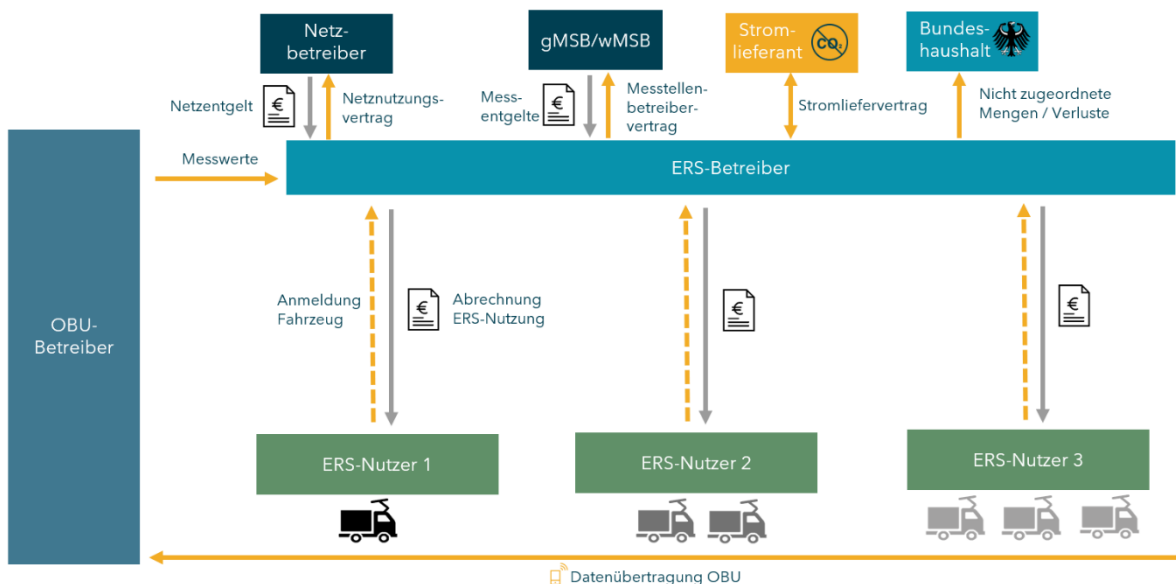 Netz-
betreiber
gMSB/wMSB
Strom-
lieferant
CO₂
Bundes-
haushalt
Netzentgelt
€
Netznutzungs-
vertrag
Mess-
entgelte
€
Messtellen-
betreiber-
vertrag
Stromliefervertrag
Nicht zugeordnete
Mengen / Verluste
Messwerte
ERS-Betreiber
OBU-
Betreiber
Anmeldung
Fahrzeug
€
Abrechnung
ERS-Nutzung
€
€
ERS-Nutzer 1
ERS-Nutzer 2
ERS-Nutzer 3
Datenübertragung OBU